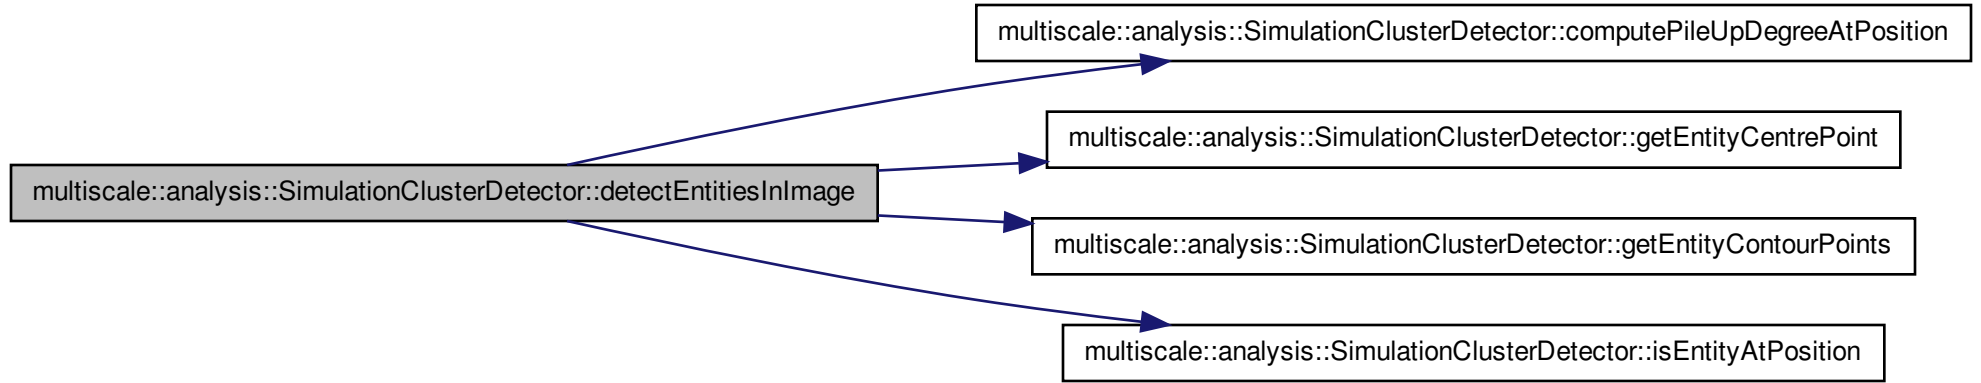 multiscale::analysis::SimulationClusterDetector::computePileUpDegreeAtPosition
multiscale::analysis::SimulationClusterDetector::getEntityCentrePoint
multiscale::analysis::SimulationClusterDetector::detectEntitiesInImage
multiscale::analysis::SimulationClusterDetector::getEntityContourPoints
multiscale::analysis::SimulationClusterDetector::isEntityAtPosition